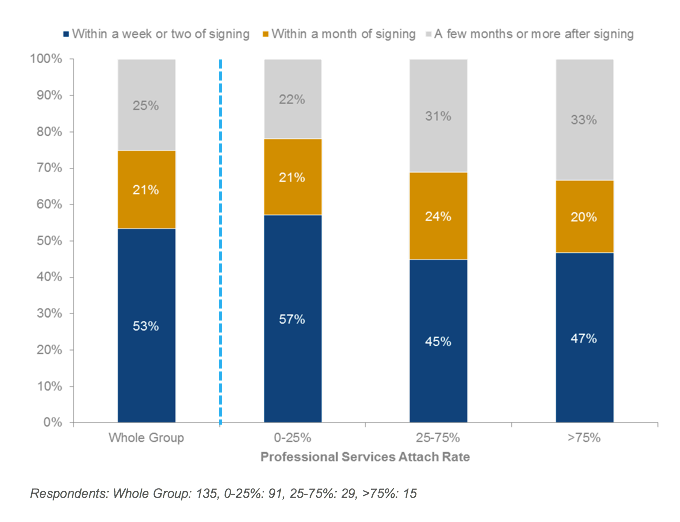 Within a week or two of signing Within a month of signing A few months or more after signing
100%
90%
80%
70%
60%
50%
40%
30%
20%
10%
0%
25% 22% 31% 33%
21% 21% 24% 20%
53% 57% 45% 47%
Whole Group 0-25% 25-75% >75%
Professional Services Attach Rate
Respondents: Whole Group: 135, 0-25%: 91, 25-75%: 29, >75%: 15